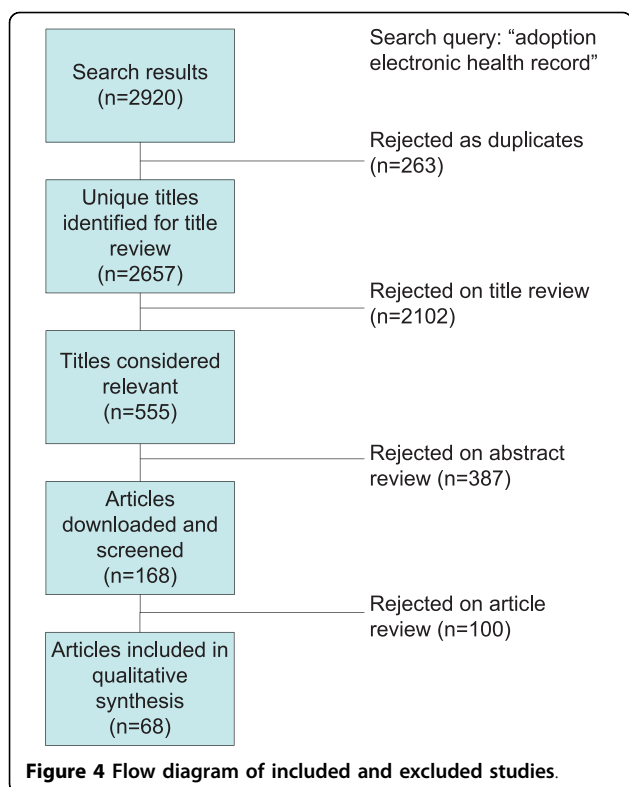 Search results
(n=2920)
Search query: “adoption
electronic health record”
Rejected as duplicates
(n=263)
Unique titles
identified for title
review
(n=2657)
Rejected on title review
(n=2102)
Titles considered
relevant
(n=555)
Rejected on abstract
review (n=387)
Articles
downloaded and
screened
(n=168)
Rejected on article
review (n=100)
Articles included in
qualitative
synthesis
(n=68)
Figure 4 Flow diagram of included and excluded studies.